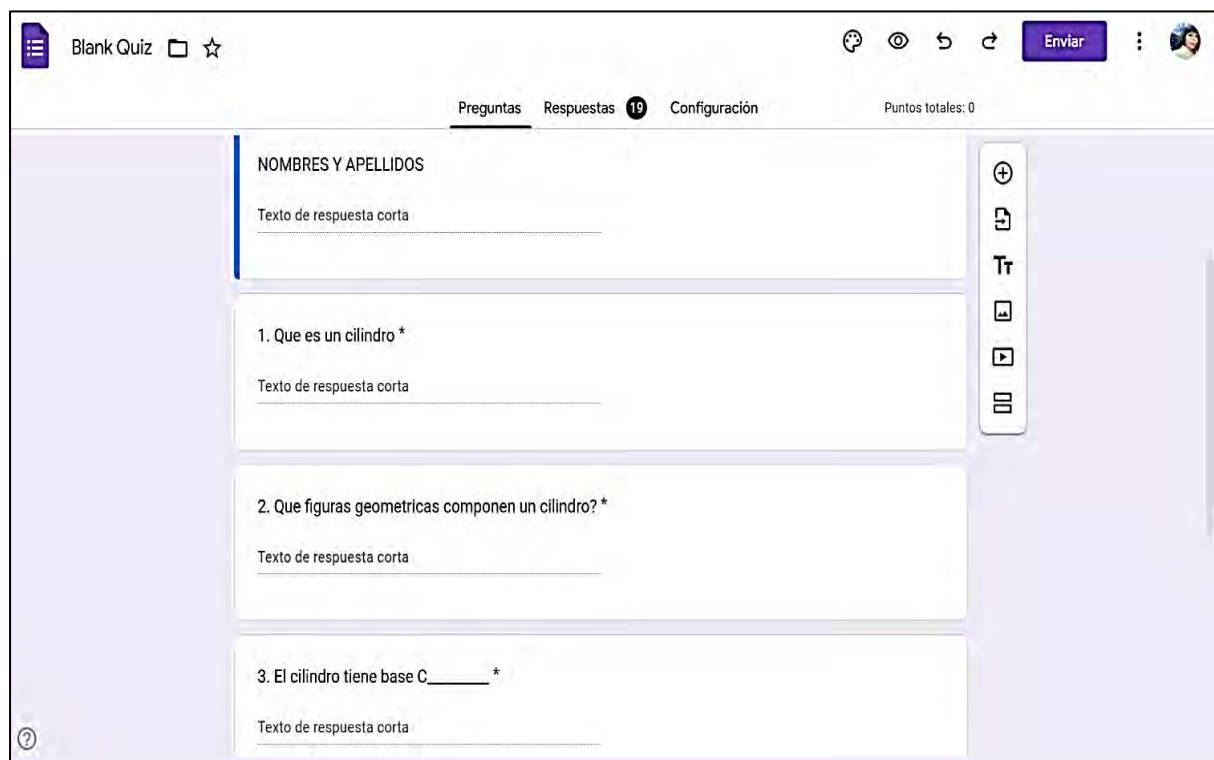 Blank Quiz
Enviar
Preguntas Respuestas 19 Configuración Puntos totales: 0
NOMBRES Y APELLIDOS
Texto de respuesta corta
Tт
1. Que es un cilindro *
Texto de respuesta corta
2. Que figuras geometricas componen un cilindro? *
Texto de respuesta corta
3. El cilindro tiene base C________ *
Texto de respuesta corta
?